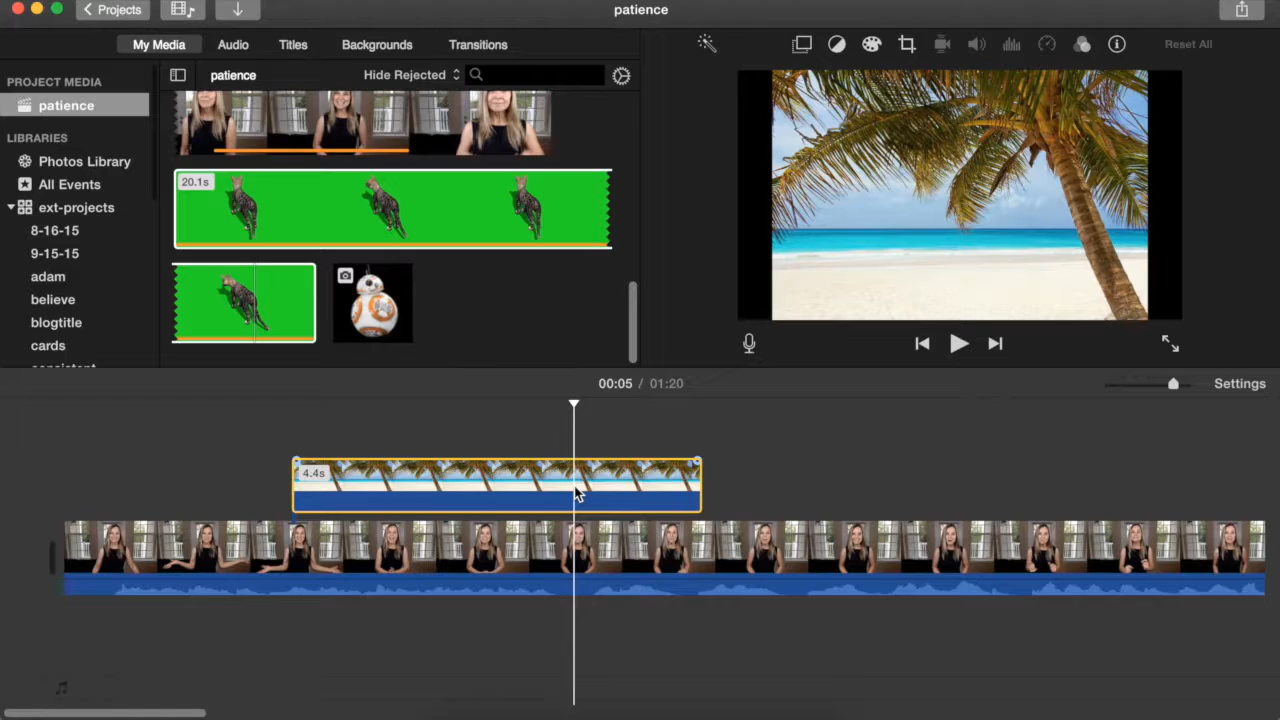 Projects
patience
My Media
Audio
Titles
Backgrounds
Transitions
Reset All
PROJECT MEDIA
patience
Hide Rejected
patience
LIBRARIES
Photos Library
20.1s
All Events
ext-projects
8-16-15
9-15-15
adam
believe
blogtitle
cards
00:05 / 01:20
Settings
4.4s